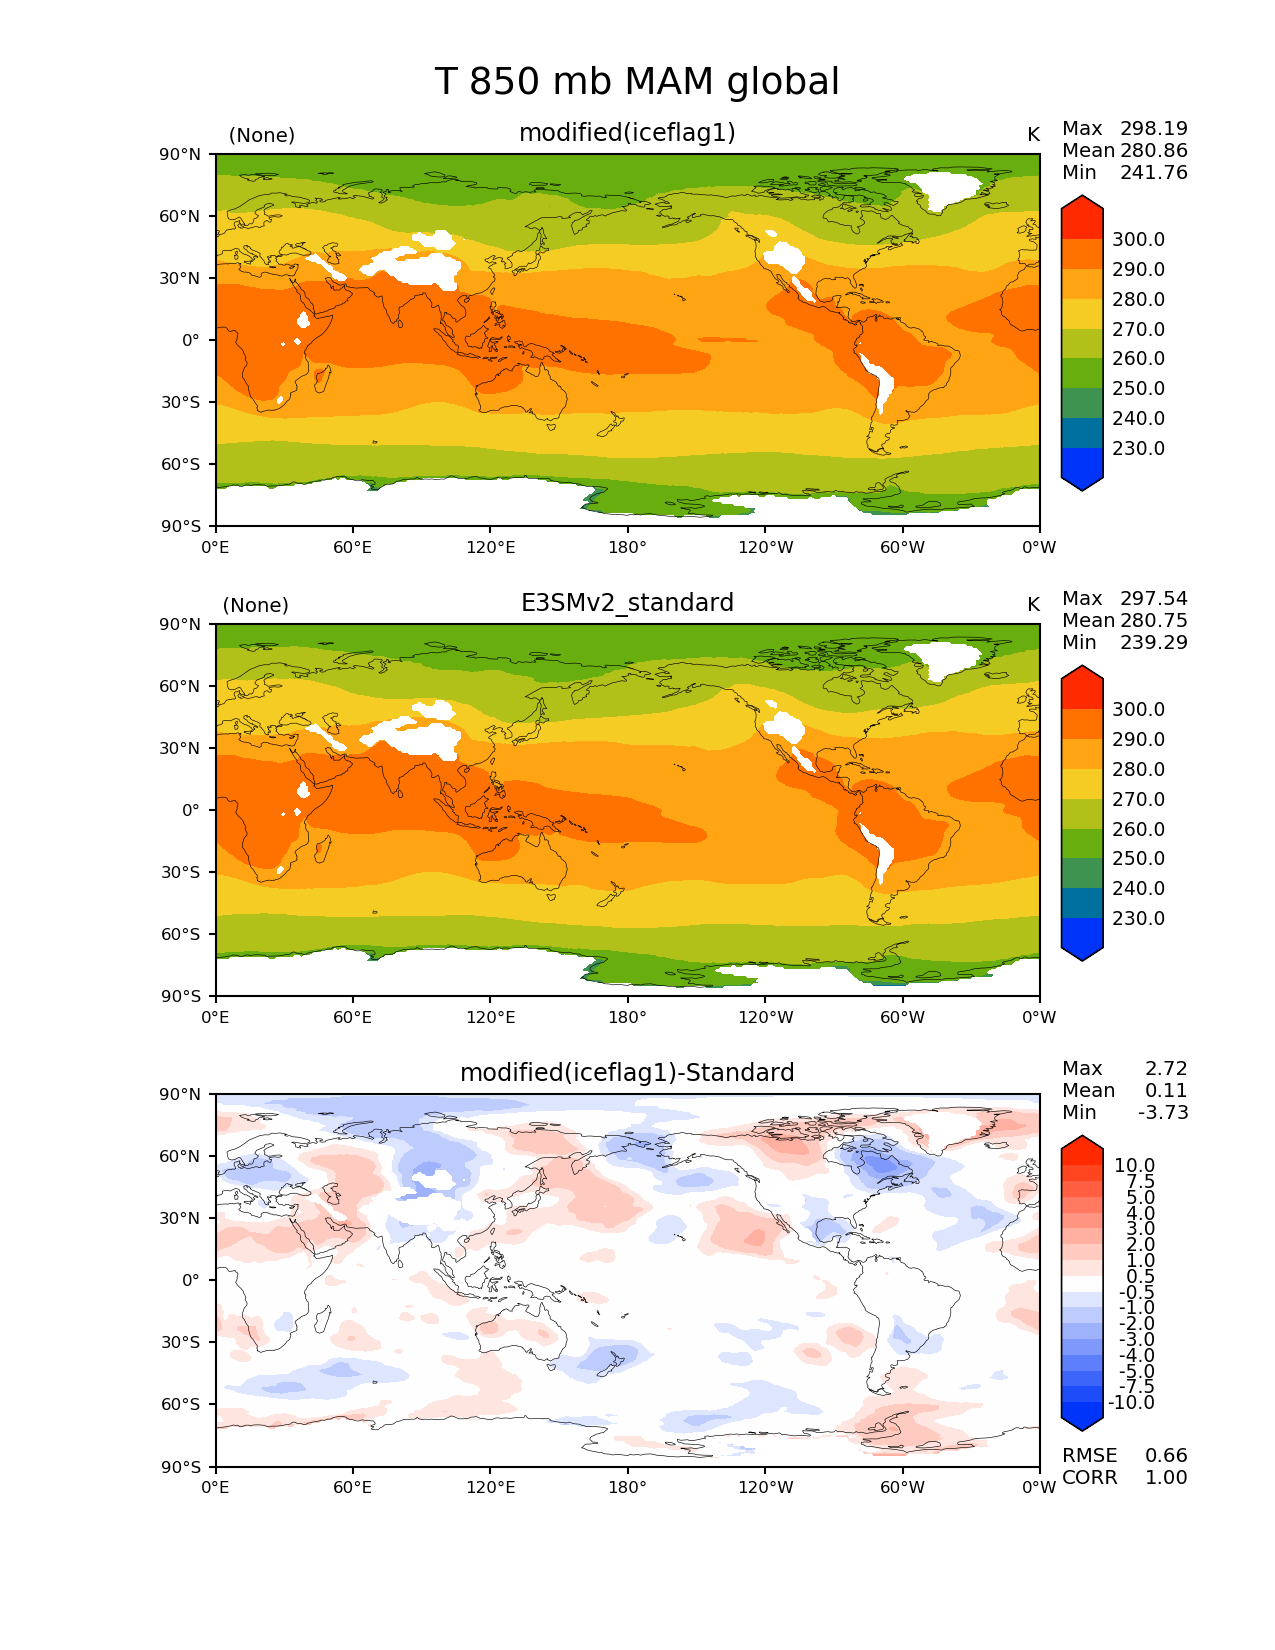 T 850 mb MAM global
(None) modified(iceflag1) K
Max 298.19
Mean 280.86
Min 241.76
90°N
60°N
30°N
0°
30°S
60°S
90°S
0°E 60°E 120°E 180° 120°W 60°W 0°W
300.0
290.0
280.0
270.0
260.0
250.0
240.0
230.0
(None) E3SMv2_standard K
Max 297.54
Mean 280.75
Min 239.29
90°N
60°N
30°N
0°
30°S
60°S
90°S
0°E 60°E 120°E 180° 120°W 60°W 0°W
300.0
290.0
280.0
270.0
260.0
250.0
240.0
230.0
modified(iceflag1)-Standard
Max 2.72
Mean 0.11
Min -3.73
90°N
60°N
30°N
0°
30°S
60°S
90°S
0°E 60°E 120°E 180° 120°W 60°W 0°W
10.0
7.5
5.0
4.0
3.0
2.0
1.0
0.5
-0.5
-1.0
-2.0
-3.0
-4.0
-5.0
-7.5
-10.0
RMSE 0.66
CORR 1.00